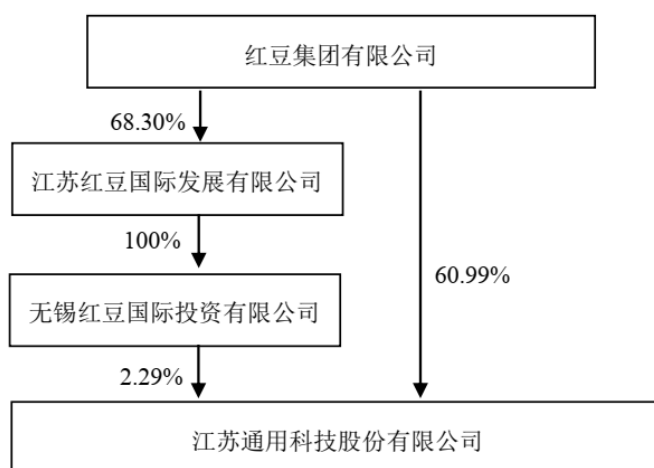 红豆集团有限公司
68.30%
江苏红豆国际发展有限公司
100%
60.99%
无锡红豆国际投资有限公司
2.29%
江苏通用科技股份有限公司